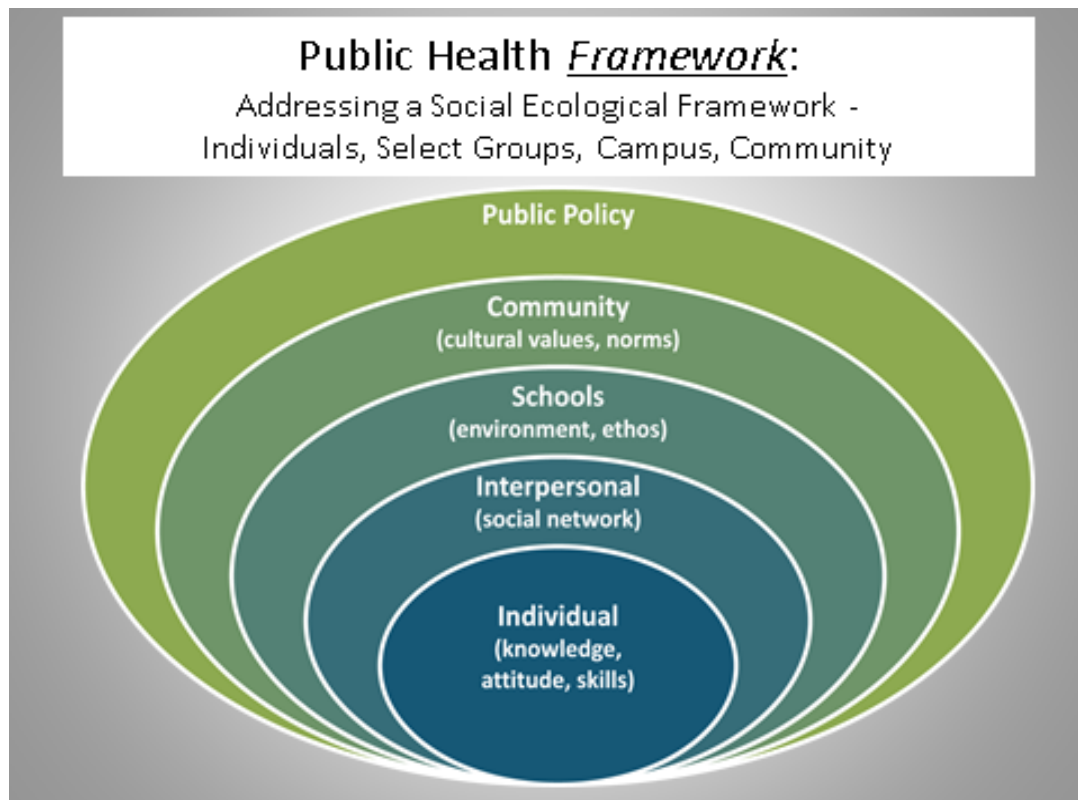 Public Health Framework:
Addressing a Social Ecological Framework -
Individuals, Select Groups, Campus, Community
Public Policy
Community
(cultural values, norms)
Schools
(environment, ethos)
Interpersonal
(social network)
Individual
(knowledge,
attitude, skills)